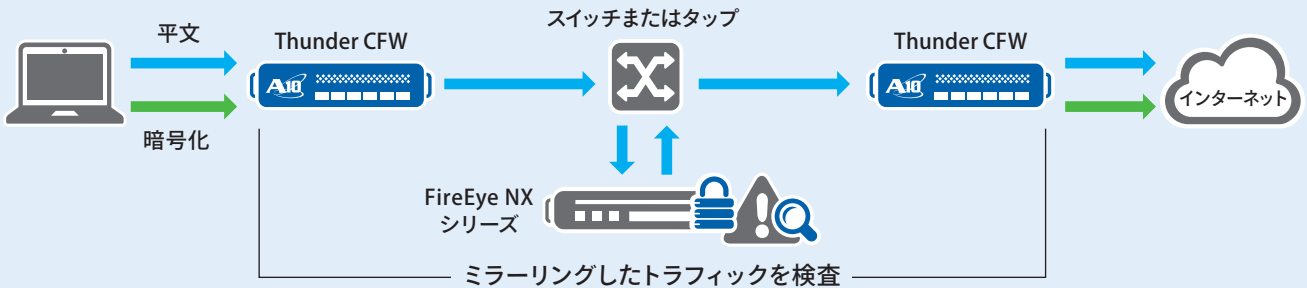 スイッチまたはタップ
平文
Thunder CFW
Thunder CFW
A10
A10
インターネット
暗号化
FireEye NX
シリーズ
ミラーリングしたトラフィックを検査